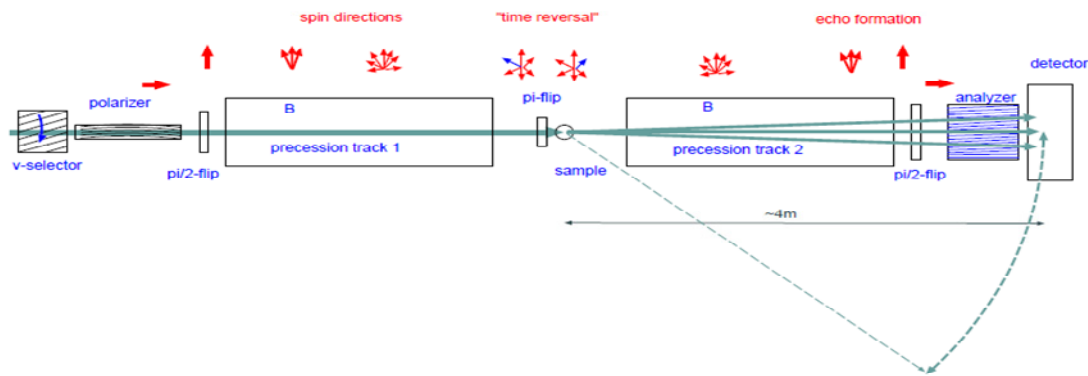 spin directions
"time reversal"
echo formation
detector
polarizer
B
pi-flip
B
analyzer
precession track 1
precession track 2
v-selector
pi/2-flip
sample
pi/2-flip
~4m